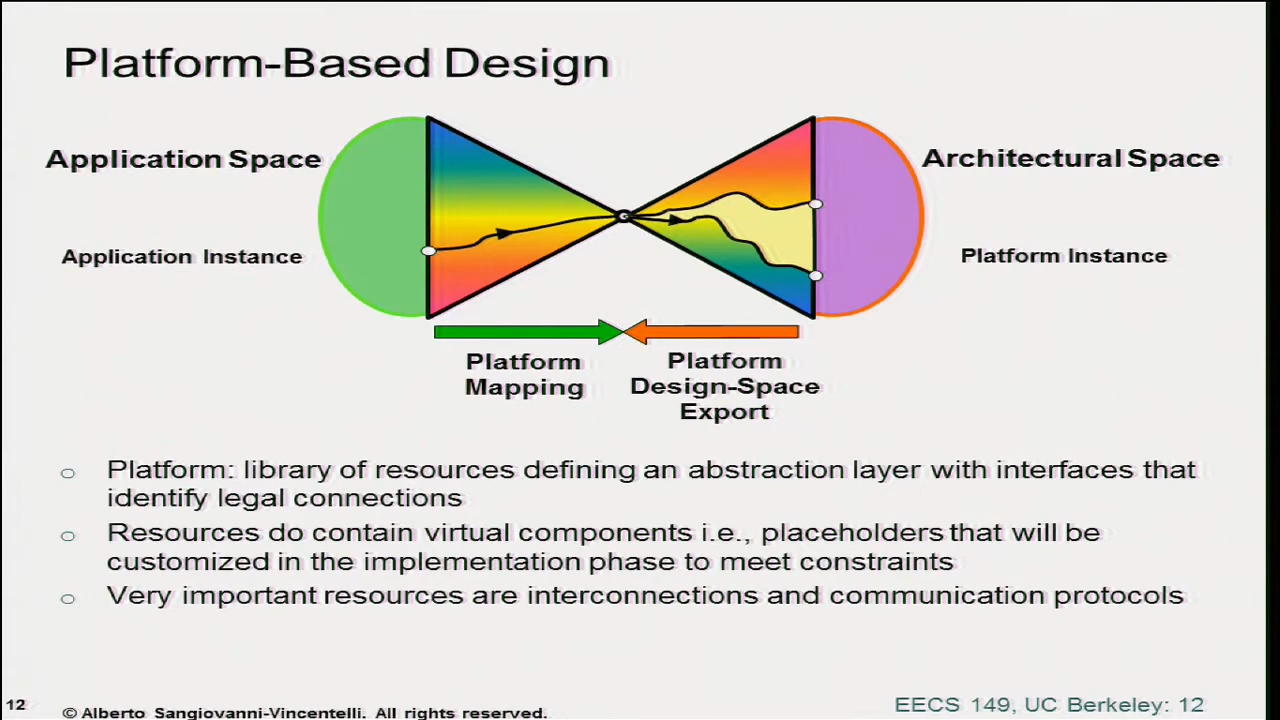 Platform-Based Design
Application Space
Architectural Space
Application Instance
Platform Instance
Platform
Mapping
Platform
Design-Space
Export
Platform: library of resources defining an abstraction layer with interfaces that
identify legal connections
Resources do contain virtual components i.e., placeholders that will be
customized in the implementation phase to meet constraints
Very important resources are interconnections and communication protocols
12
© Alberto Sangiovanni-Vincentelli. All rights reserved.
EECS 149, UC Berkeley: 12